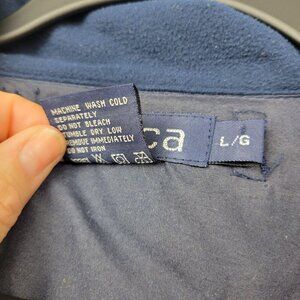 MACHINE WASH COLD
SEPARATELY
DO NOT BLEACH
TUMBLE DRY LOW
REMOVE IMMEDIATELY
DO NOT IRON
ca
L/G